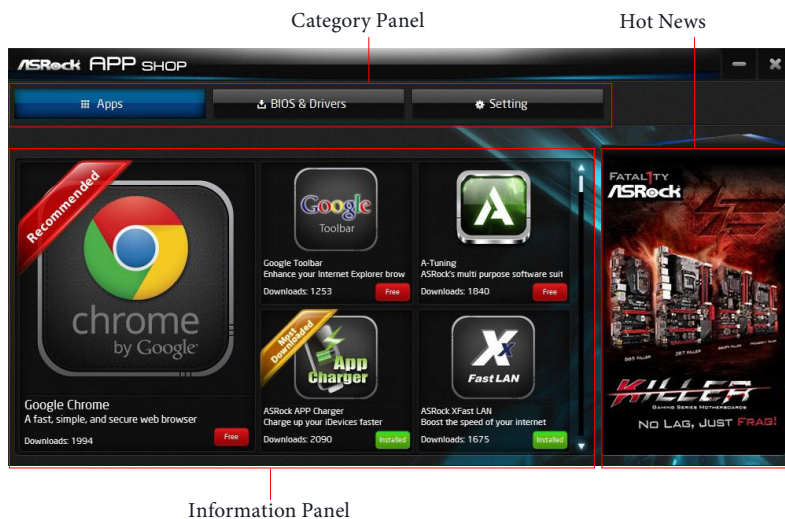 Category Panel
Hot News
ASRock APP SHOP
Apps
BIOS & Drivers
Setting
Recommended
chrome
by Google
Google Chrome
A fast, simple, and secure web browser
Downloads: 1994
Free
Google
Toolbar
Google Toolbar
Enhance your Internet Explorer brow
Downloads: 1253
Free
A-Tuning
ASRock's multi purpose software suit
Downloads: 1840
Free
Most
Downloaded
App
Charger
ASRock APP Charger
Charge up your iDevices faster
Downloads: 2090
Installed
X
Fast LAN
ASRock XFast LAN
Boost the speed of your internet
Downloads: 1675
Installed
FATAL1TY
ASRock
B85 KILLER
Z87 KILLER
KILLER
GAMING SERIES MOTHERBOARDS
NO LAG, JUST FRAG!
Information Panel